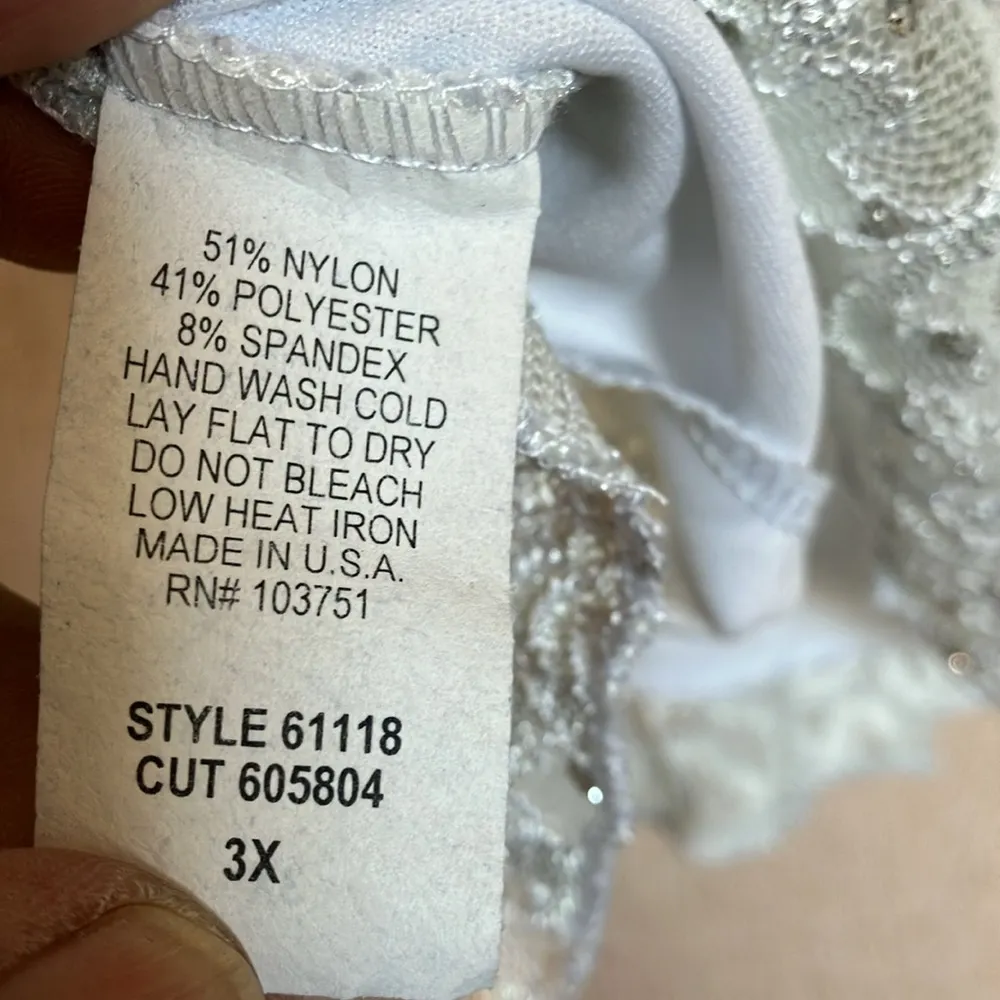 51% NYLON
41% POLYESTER
8% SPANDEX
HAND WASH COLD
LAY FLAT TO DRY
DO NOT BLEACH
LOW HEAT IRON
MADE IN U.S.A.
RN# 103751
STYLE 61118
CUT 605804
3X